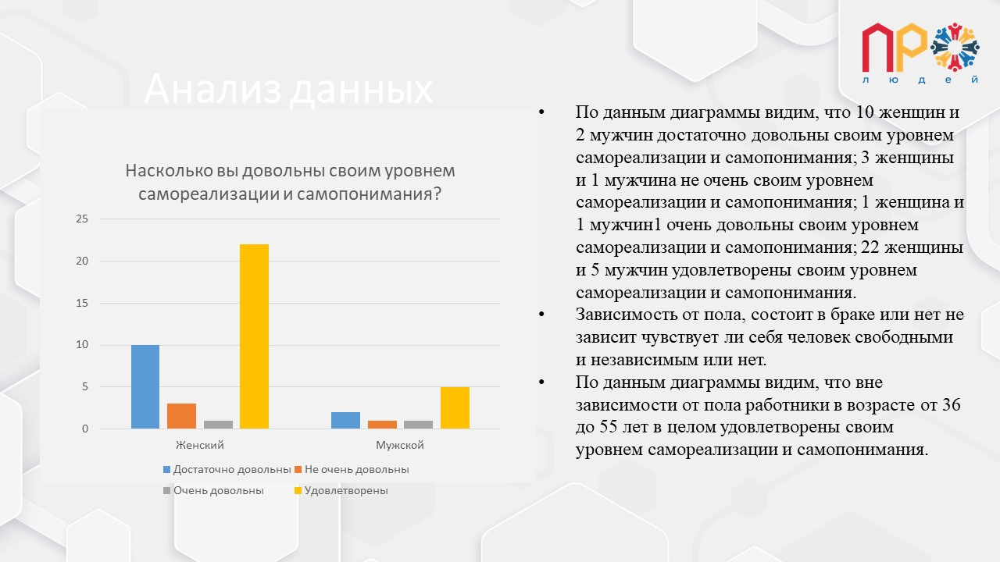 ПРО
людей
Анализ данных
Насколько вы довольны своим уровнем
самореализации и самопонимания?
25
20
15
10
5
0
Женский
Мужской
Достаточно довольны
Не очень довольны
Очень довольны
Удовлетворены
• По данным диаграммы видим, что 10 женщин и
2 мужчин достаточно довольны своим уровнем
самореализации и самопонимания; 3 женщины
и 1 мужчина не очень своим уровнем
самореализации и самопонимания; 1 женщина и
1 мужчин1 очень довольны своим уровнем
самореализации и самопонимания; 22 женщины
и 5 мужчин удовлетворены своим уровнем
самореализации и самопонимания.
• Зависимость от пола, состоит в браке или нет не
зависит чувствует ли себя человек свободными
и независимым или нет.
• По данным диаграммы видим, что вне
зависимости от пола работники в возрасте от 36
до 55 лет в целом удовлетворены своим
уровнем самореализации и самопонимания.